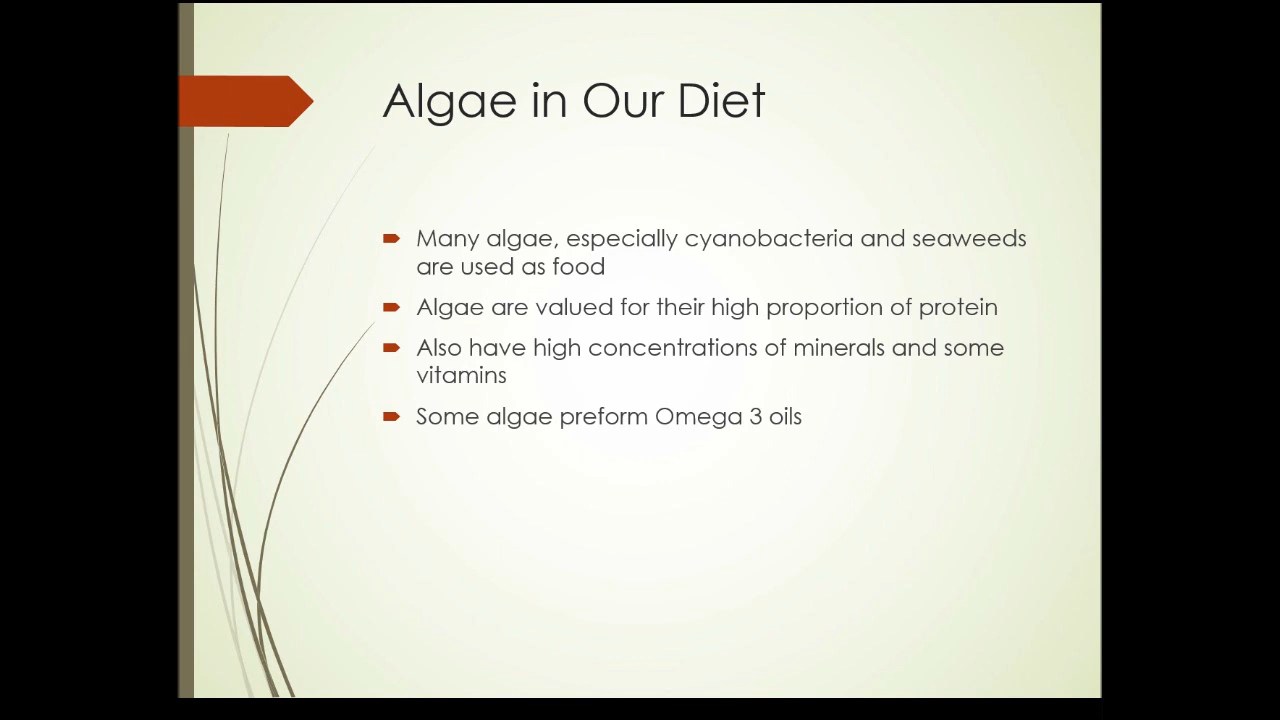 Algae in Our Diet
Many algae, especially cyanobacteria and seaweeds
are used as food
Algae are valued for their high proportion of protein
Also have high concentrations of minerals and some
vitamins
Some algae preform Omega 3 oils